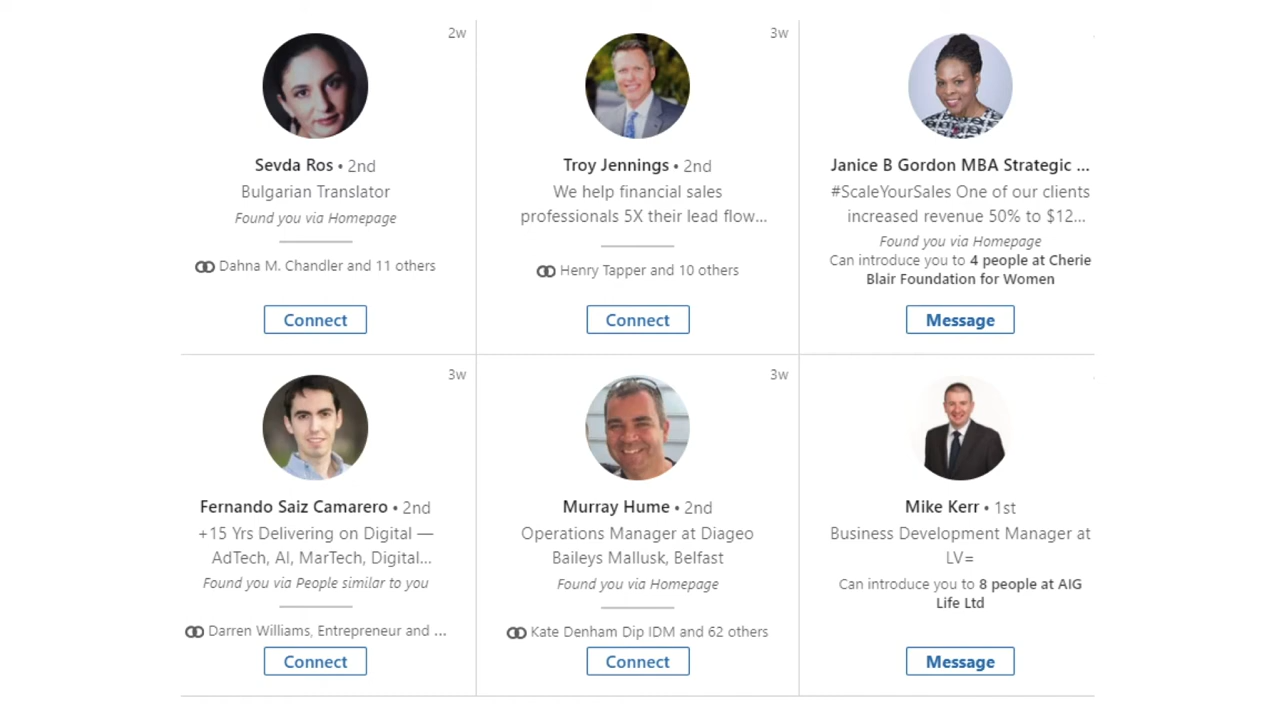 2w
Sevda Ros • 2nd
Bulgarian Translator
Found you via Homepage
Dahna M. Chandler and 11 others
Connect
3w
Troy Jennings • 2nd
We help financial sales
professionals 5X their lead flow...
Henry Tapper and 10 others
Connect
Janice B Gordon MBA Strategic ...
#ScaleYourSales One of our clients
increased revenue 50% to $12...
Found you via Homepage
Can introduce you to 4 people at Cherie
Blair Foundation for Women
Message
3w
Fernando Saiz Camarero • 2nd
+15 Yrs Delivering on Digital —
AdTech, AI, MarTech, Digital...
Found you via People similar to you
Darren Williams, Entrepreneur and ...
Connect
3w
Murray Hume • 2nd
Operations Manager at Diageo
Baileys Mallusk, Belfast
Found you via Homepage
Kate Denham Dip IDM and 62 others
Connect
Mike Kerr • 1st
Business Development Manager at
LV=
Can introduce you to 8 people at AIG
Life Ltd
Message